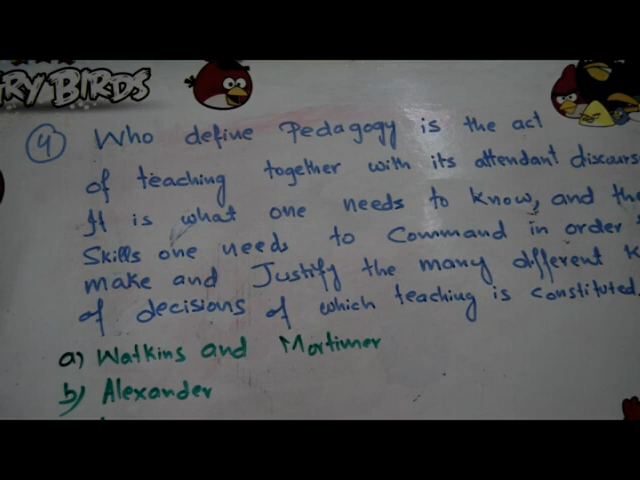 RY BIRDS
4 Who define Pedagogy is the act
of teaching together with its attendant discours
It is what one needs to know, and the
Skills one needs to Command in order
make and Justify the many different K
of decisions of which teaching is constituted.
a) Watkins and Mortimer
b) Alexander